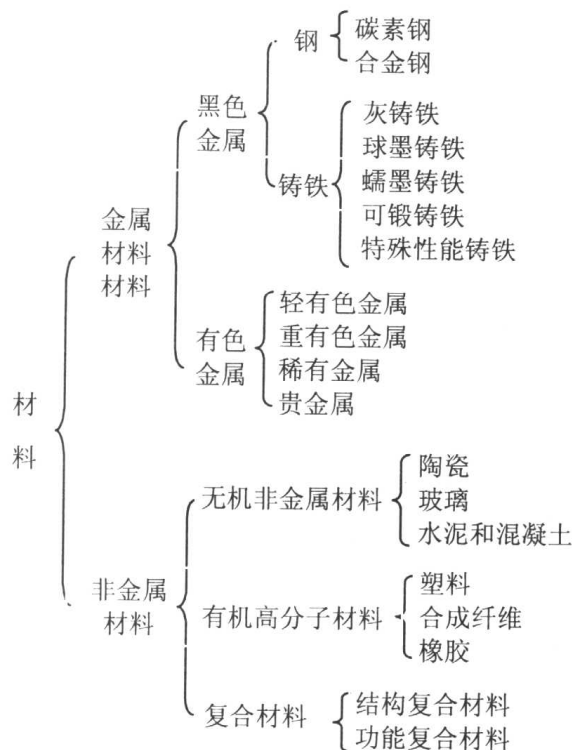 材
料
金属
材料
材料
黑色
金属
钢
碳素钢
合金钢
铸铁
灰铸铁
球墨铸铁
蠕墨铸铁
可锻铸铁
特殊性能铸铁
有色
金属
轻有色金属
重有色金属
稀有金属
贵金属
非金属
材料
无机非金属材料
陶瓷
玻璃
水泥和混凝土
有机高分子材料
塑料
合成纤维
橡胶
复合材料
结构复合材料
功能复合材料